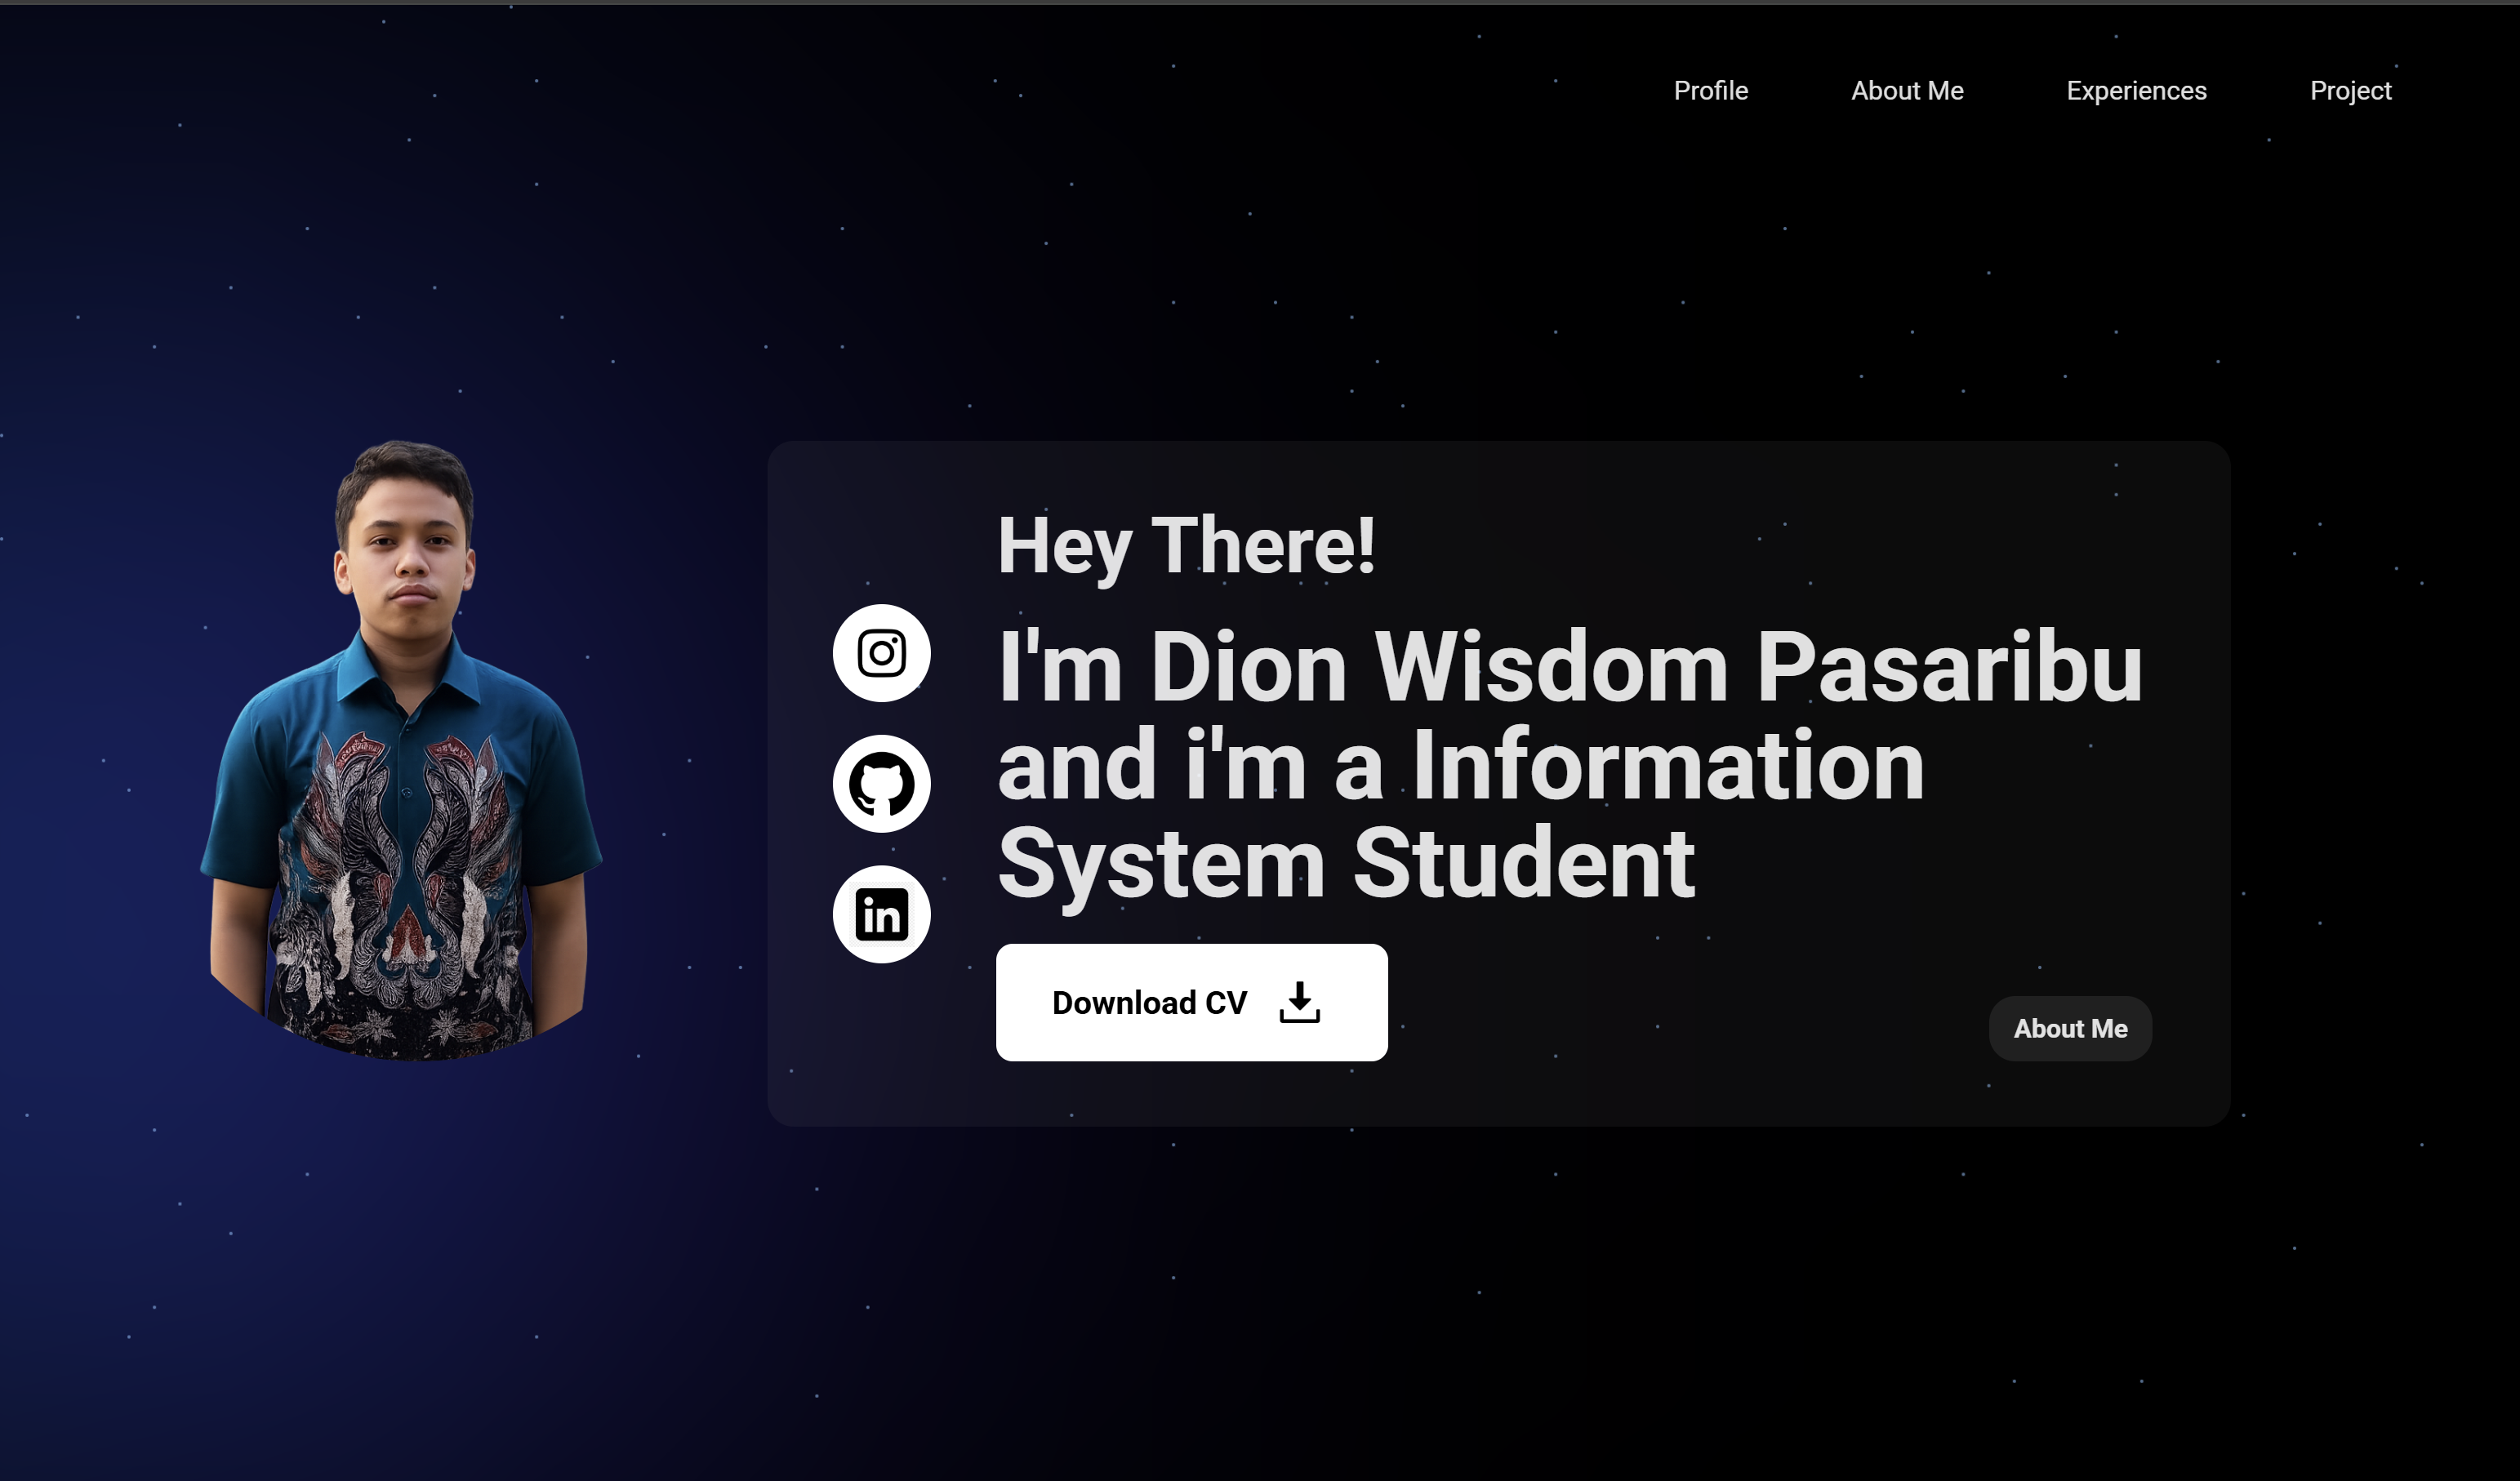 Profile About Me Experiences Project
Hey There!
I'm Dion Wisdom Pasaribu
and i'm a Information
System Student
in
Download CV
About Me